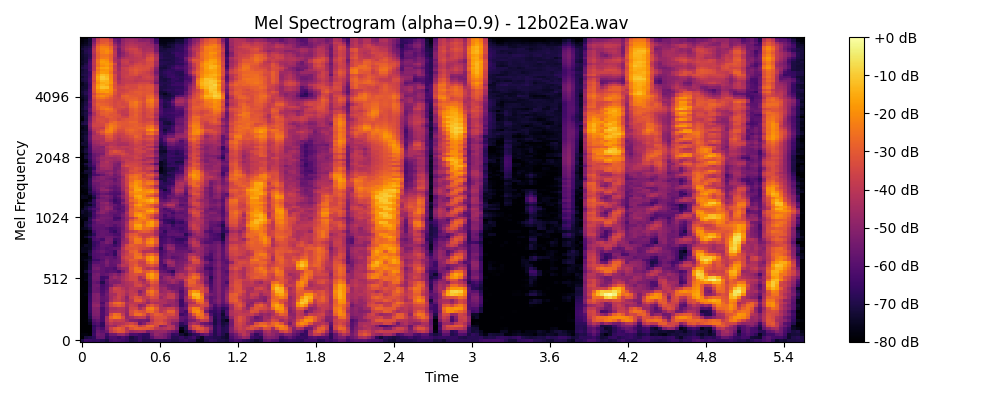 Mel Spectrogram (alpha=0.9) - 12b02Ea.wav
Mel Frequency
4096
2048
1024
512
0
0 0.6 1.2 1.8 2.4 3 3.6 4.2 4.8 5.4
Time
+0 dB
-10 dB
-20 dB
-30 dB
-40 dB
-50 dB
-60 dB
-70 dB
-80 dB